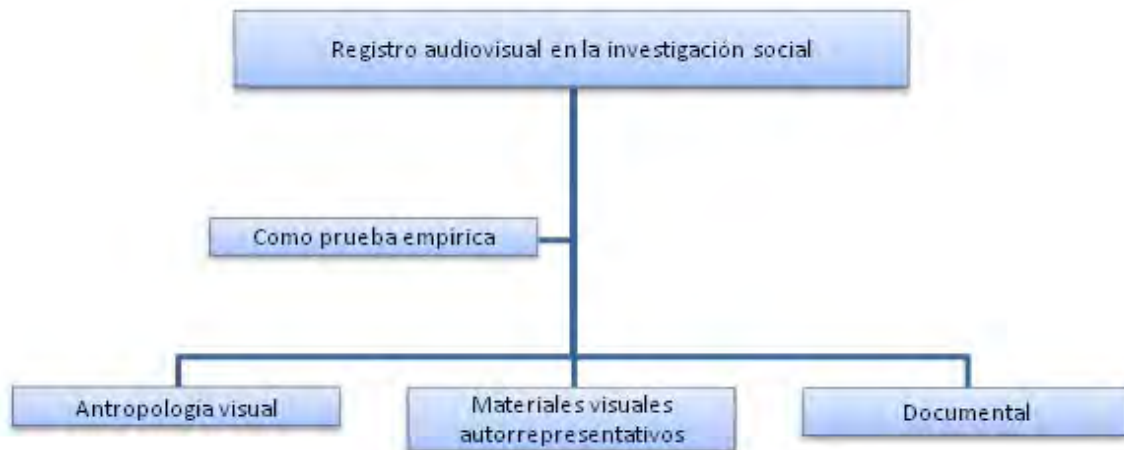 Registro audiovisual en la investigación social
Como prueba empírica
Antropología visual
Materiales visuales
autorrepresentativos
Documental